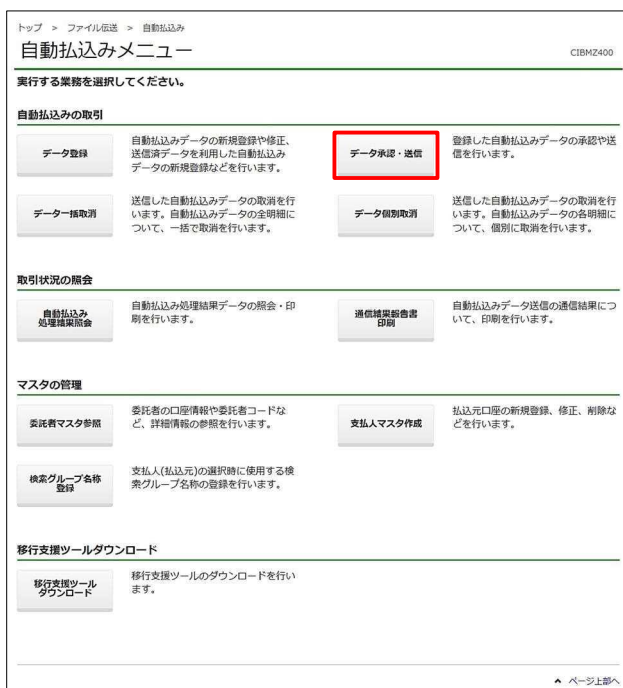 トップ > ファイル伝送 > 自動払込み
自動払込みメニュー
CIBMZ400
実行する業務を選択してください。
自動払込みの取引
データ登録
自動払込みデータの新規登録や修正、
送信済データを利用した自動払込み
データの新規登録などを行います。
データ承認・送信
登録した自動払込みデータの承認や送
信を行います。
データ一括取消
送信した自動払込みデータの取消を行
います。自動払込みデータの全明細に
ついて、一括で取消を行います。
データ個別取消
送信した自動払込みデータの取消を行
います。自動払込みデータの各明細に
ついて、個別に取消を行います。
取引状況の照会
自動払込み
処理結果照会
自動払込み処理結果データの照会・印
刷を行います。
通信結果報告書
印刷
自動払込みデータ送信の通信結果につ
いて、印刷を行います。
マスタの管理
委託者マスタ参照
委託者の口座情報や委託者コードな
ど、詳細情報の参照を行います。
支払人マスタ作成
払込元口座の新規登録、修正、削除な
どを行います。
検索グループ名称
登録
支払人(払込元)の選択時に使用する検
索グループ名称の登録を行います。
移行支援ツールダウンロード
移行支援ツール
ダウンロード
移行支援ツールのダウンロードを行い
ます。
ページ上部へ